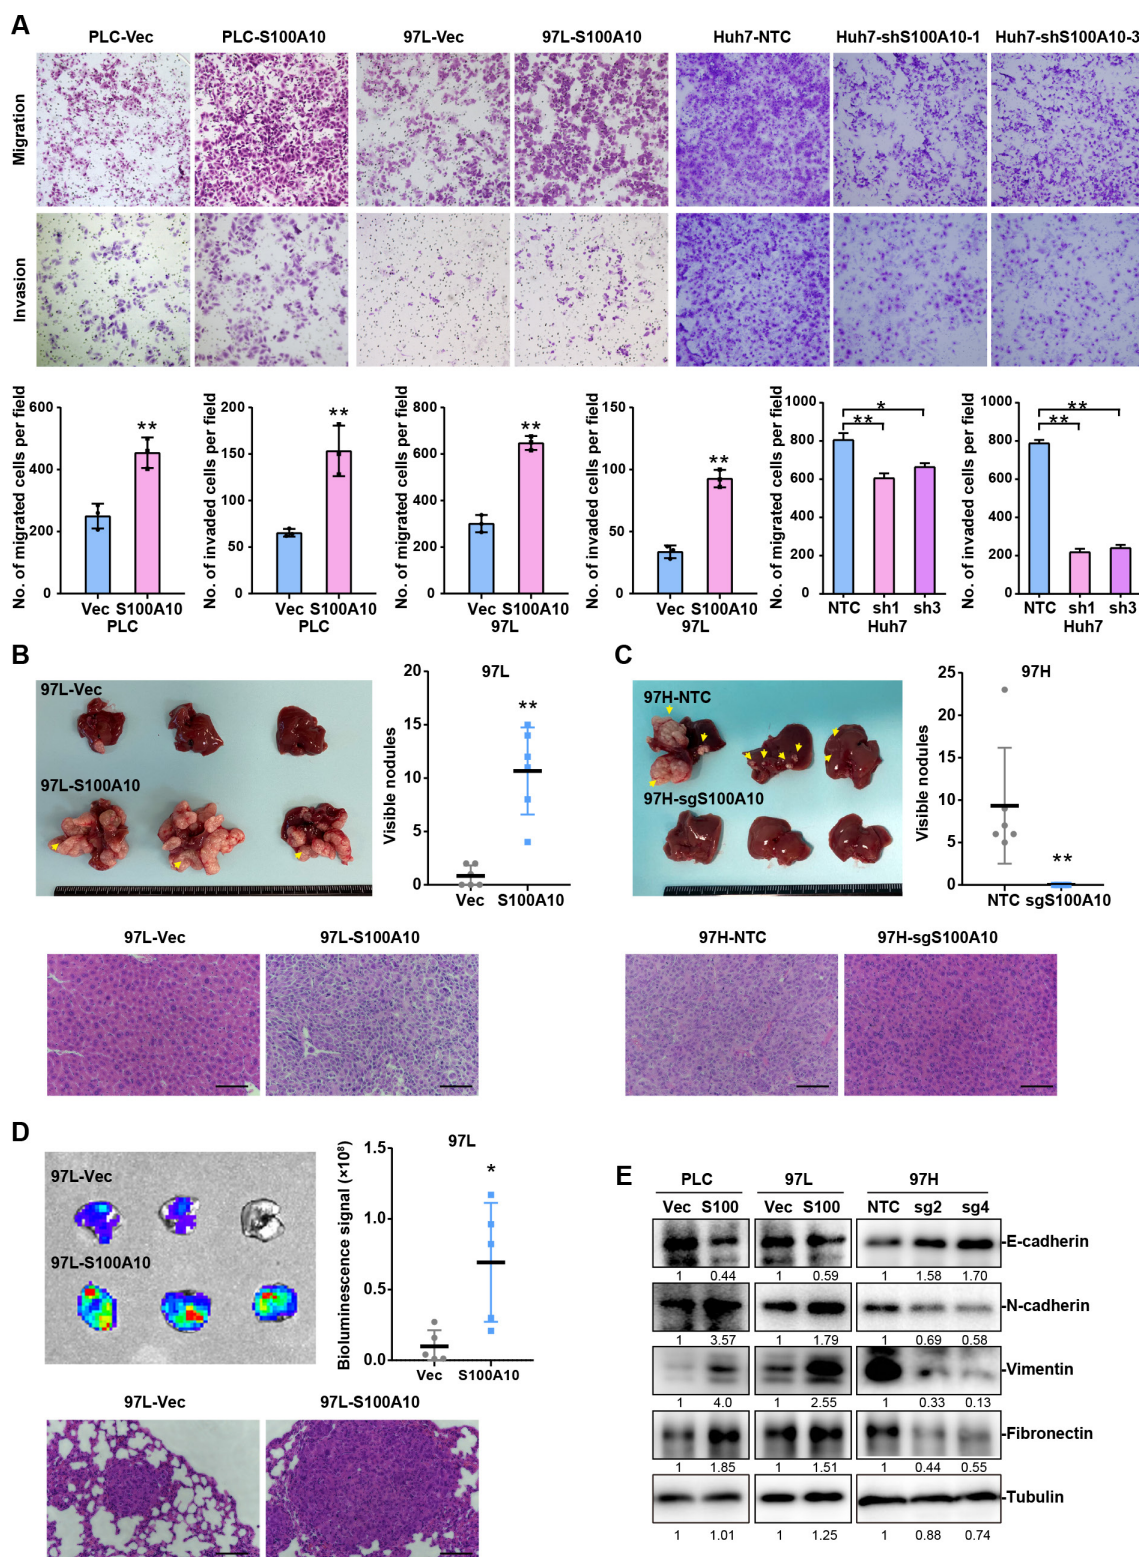 A
PLC-Vec PLC-S100A10 97L-Vec 97L-S100A10 Huh7-NTC Huh7-shS100A10-1 Huh7-shS100A10-3
Migration
Invasion
No. of migrated cells per field
600
400
200
0
**
Vec S100A10
PLC
No. of invaded cells per field
200
150
100
50
0
**
Vec S100A10
PLC
No. of migrated cells per field
800
600
400
200
0
**
Vec S100A10
97L
No. of invaded cells per field
150
100
50
0
**
Vec S100A10
97L
No. of migrated cells per field
1000
800
600
400
200
0
*
**
NTC sh1 sh3
Huh7
No. of invaded cells per field
1000
800
600
400
200
0
**
**
NTC sh1 sh3
Huh7
B
97L-Vec
97L-S100A10
97L
Visible nodules
20
15
10
5
0
**
Vec S100A10
97L-Vec 97L-S100A10
C
97H-NTC
97H-sgS100A10
97H
Visible nodules
25
20
15
10
5
0
**
NTC sgS100A10
97H-NTC 97H-sgS100A10
D
97L-Vec
97L-S100A10
97L
Bioluminescence signal (×10⁸)
1.5
1.0
0.5
0.0
*
Vec S100A10
97L-Vec 97L-S100A10
E
PLC 97L 97H
Vec S100 Vec S100 NTC sg2 sg4
-E-cadherin
1 0.44 1 0.59 1 1.58 1.70
-N-cadherin
1 3.57 1 1.79 1 0.69 0.58
-Vimentin
1 4.0 1 2.55 1 0.33 0.13
-Fibronectin
1 1.85 1 1.51 1 0.44 0.55
-Tubulin
1 1.01 1 1.25 1 0.88 0.74